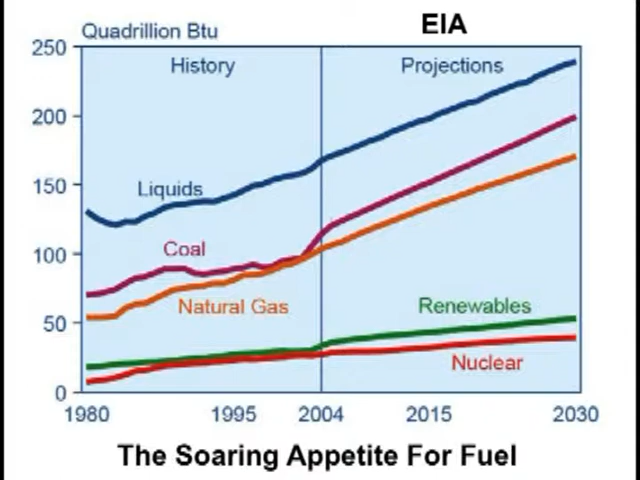 EIA
Quadrillion Btu
250
History
Projections
200
150
Liquids
Coal
100
Natural Gas
Renewables
50
Nuclear
0
1980 1995 2004 2015 2030
The Soaring Appetite For Fuel